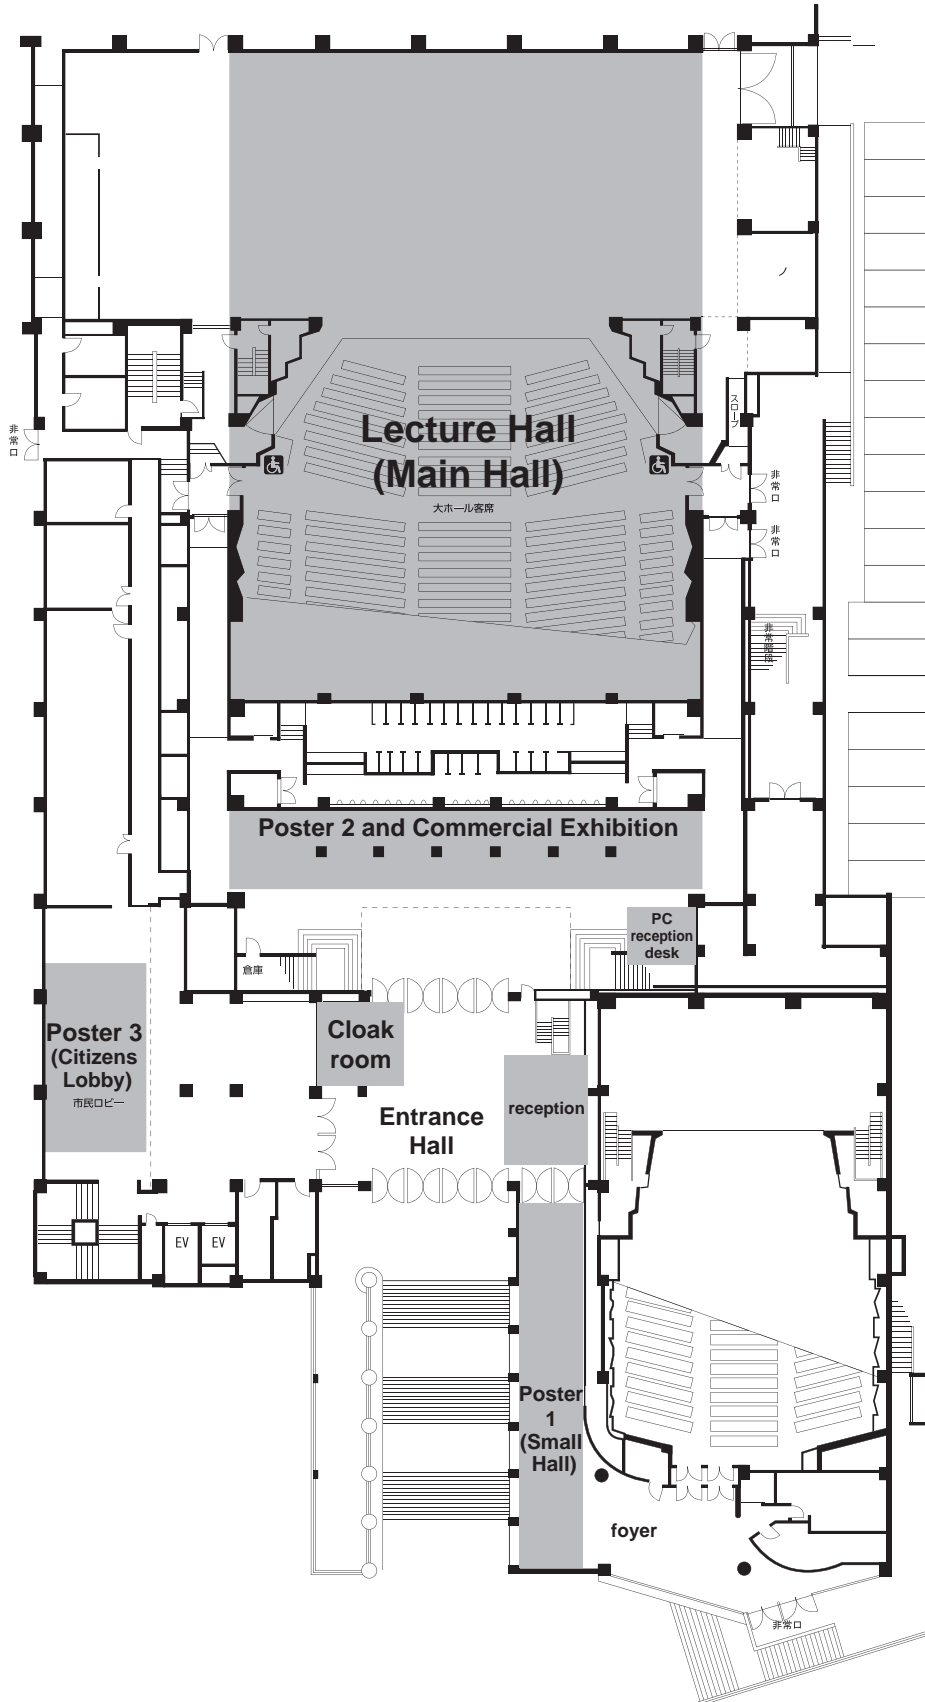 ノ
スロープ
非常口
Lecture Hall
(Main Hall)
大ホール客席
非常口
非常口
非常階段
Poster 2 and Commercial Exhibition
PC
reception
desk
倉庫
Cloak
room
Poster 3
(Citizens
Lobby)
市民ロビー
reception
Entrance
Hall
EV
EV
Poster
1
(Small
Hall)
foyer
非常口